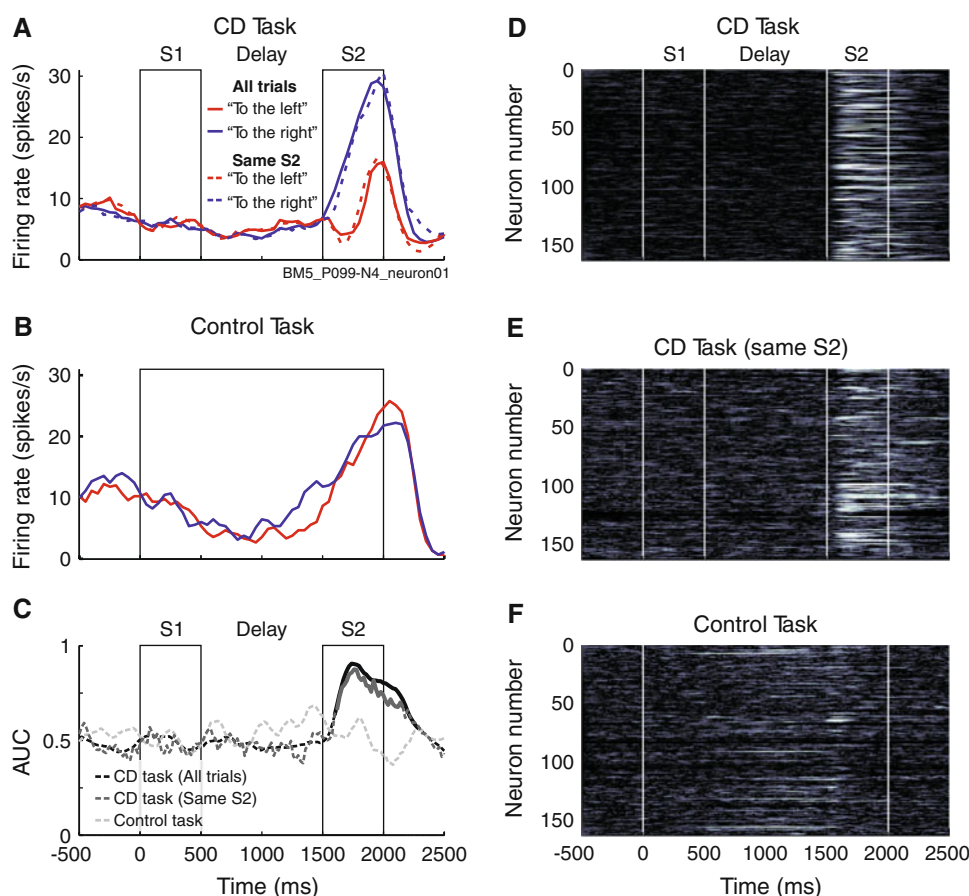 A
CD Task
S1 Delay S2
Firing rate (spikes/s)
30
20
10
0
All trials
"To the left"
"To the right"
Same S2
"To the left"
"To the right"
BM5_P099-N4_neuron01
B
Control Task
Firing rate (spikes/s)
30
20
10
0
C
S1 Delay S2
AUC
1
0.5
0
CD task (All trials)
CD task (Same S2)
Control task
-500 0 500 1000 1500 2000 2500
Time (ms)
D
CD Task
S1 Delay S2
Neuron number
0
50
100
150
E
CD Task (same S2)
Neuron number
0
50
100
150
F
Control Task
Neuron number
0
50
100
150
-500 0 500 1000 1500 2000 2500
Time (ms)